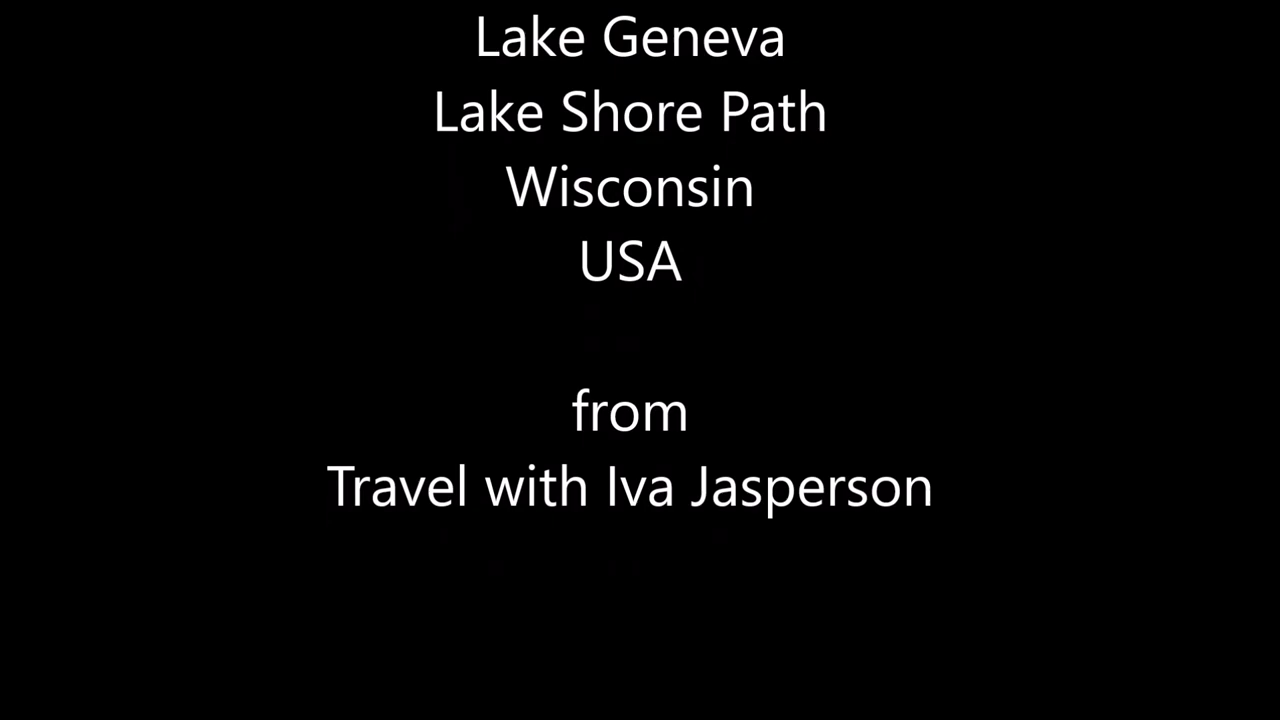 Lake Geneva
Lake Shore Path
Wisconsin
USA
from
Travel with Iva Jasperson